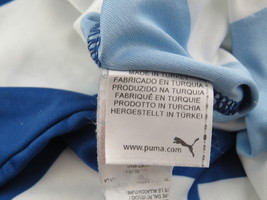 MADE IN TURKEY
FABRICADO EN TURQUIA
PRODUZIDO NA TURQUIA
FABRIQUÉ EN TURQUIE
PRODOTTO IN TURCHIA
HERGESTELLT IN TÜRKEI
www.puma.com